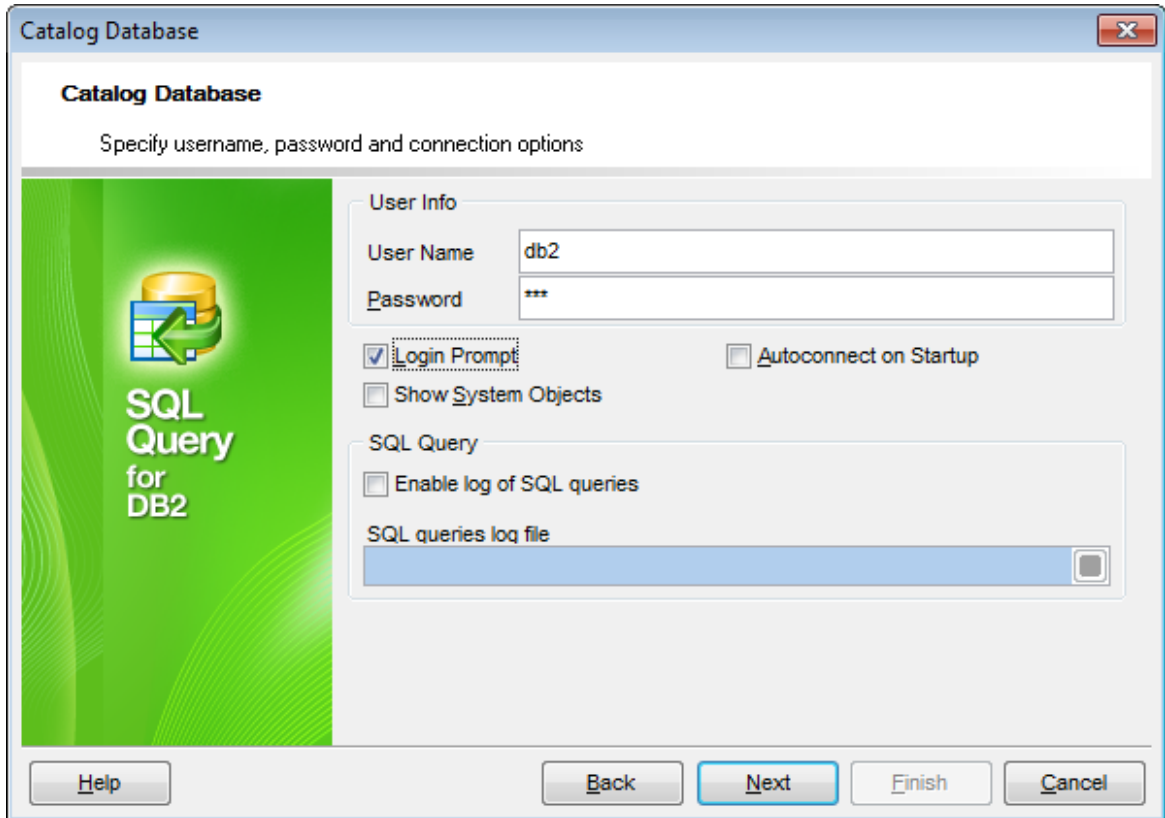 Catalog Database
Catalog Database
Specify username, password and connection options
SQL
Query
for
DB2
User Info
User Name db2
Password ***
Login Prompt Autoconnect on Startup
Show System Objects
SQL Query
Enable log of SQL queries
SQL queries log file
Help Back Next Finish Cancel